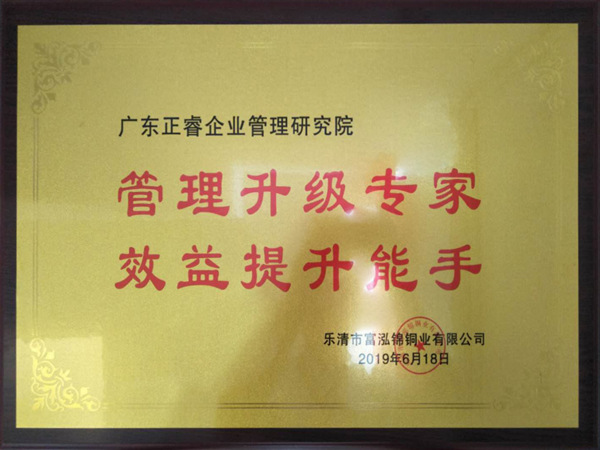 广东正睿企业管理研究院
管理升级专家
效益提升能手
乐清市富泓锦铜业有限公司
2019年6月18日